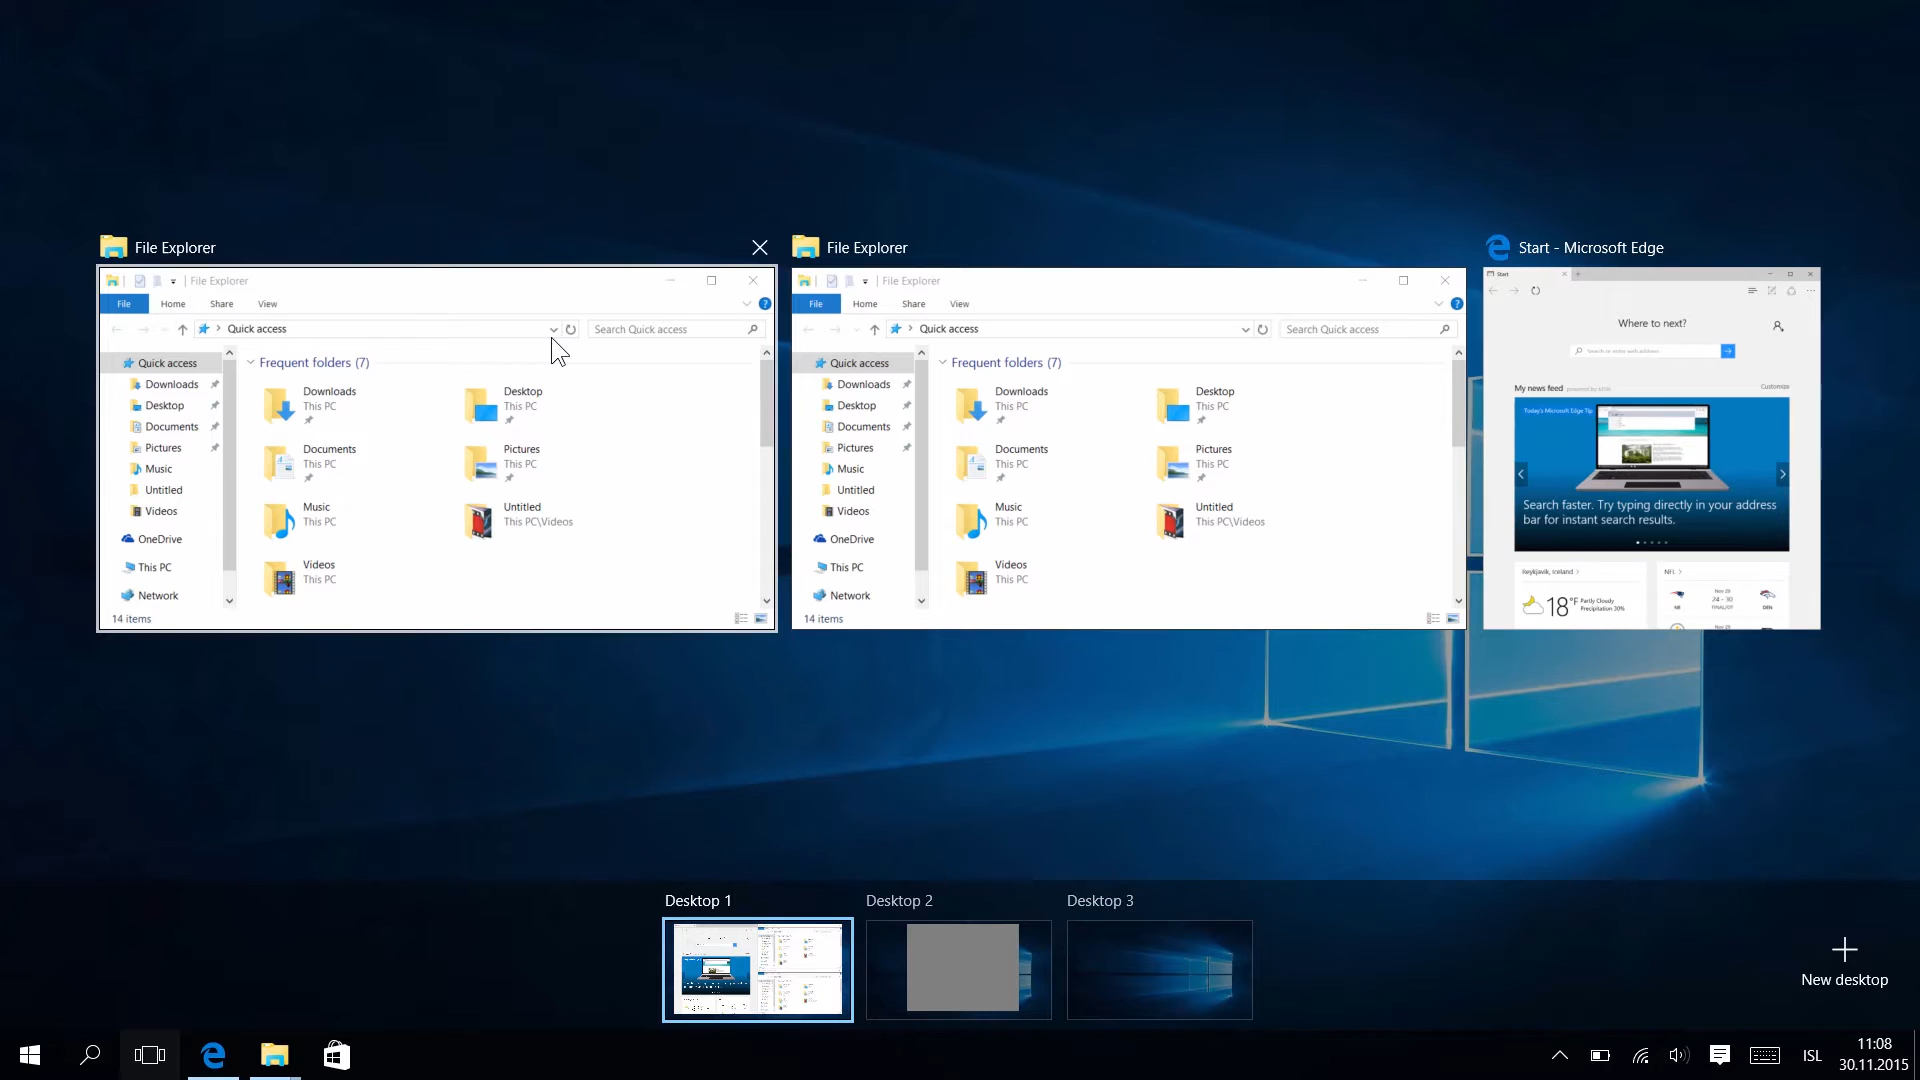 File Explorer
File Explorer
File Home Share View
Quick access
Search Quick access
Quick access
Downloads
Desktop
Documents
Pictures
Music
Untitled
Videos
OneDrive
This PC
Network
Frequent folders (7)
Downloads
This PC
Desktop
This PC
Documents
This PC
Pictures
This PC
Music
This PC
Untitled
This PC\Videos
Videos
This PC
14 items
File Explorer
File Explorer
File Home Share View
Quick access
Search Quick access
Quick access
Downloads
Desktop
Documents
Pictures
Music
Untitled
Videos
OneDrive
This PC
Network
Frequent folders (7)
Downloads
This PC
Desktop
This PC
Documents
This PC
Pictures
This PC
Music
This PC
Untitled
This PC\Videos
Videos
This PC
14 items
Start - Microsoft Edge
Start
Where to next?
Search or enter web address
My news feed powered by MSN
Customize
Today's Microsoft Edge Tip
Search faster. Try typing directly in your address
bar for instant search results.
Reykjavik, Iceland
18°F
Partly Cloudy
Precipitation 30%
NFL
Nov 29
24 - 30
FINAL/OT
NE
DEN
Nov 29
Desktop 1
Desktop 2
Desktop 3
New desktop
ISL
11:08
30.11.2015